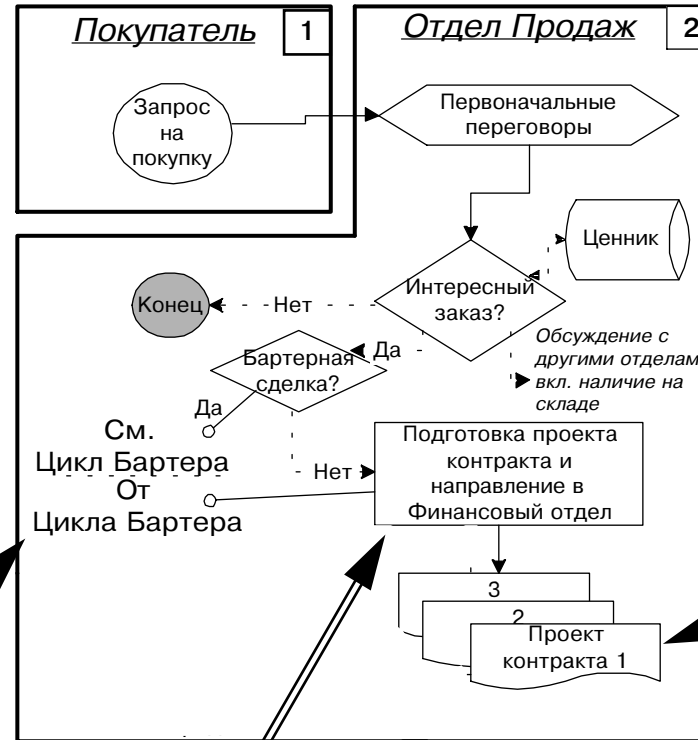 Покупатель
1
Отдел Продаж
2
Запрос
на
покупку
Первоначальные
переговоры
Ценник
Интересный
заказ?
Конец
Нет
Да
Обсуждение с
другими отделам
вкл. наличие на
складе
Бартерная
сделка?
Да
См.
Цикл Бартера
Нет
От
Цикла Бартера
Подготовка проекта
контракта и
направление в
Финансовый отдел
3
2
Проект
контракта 1